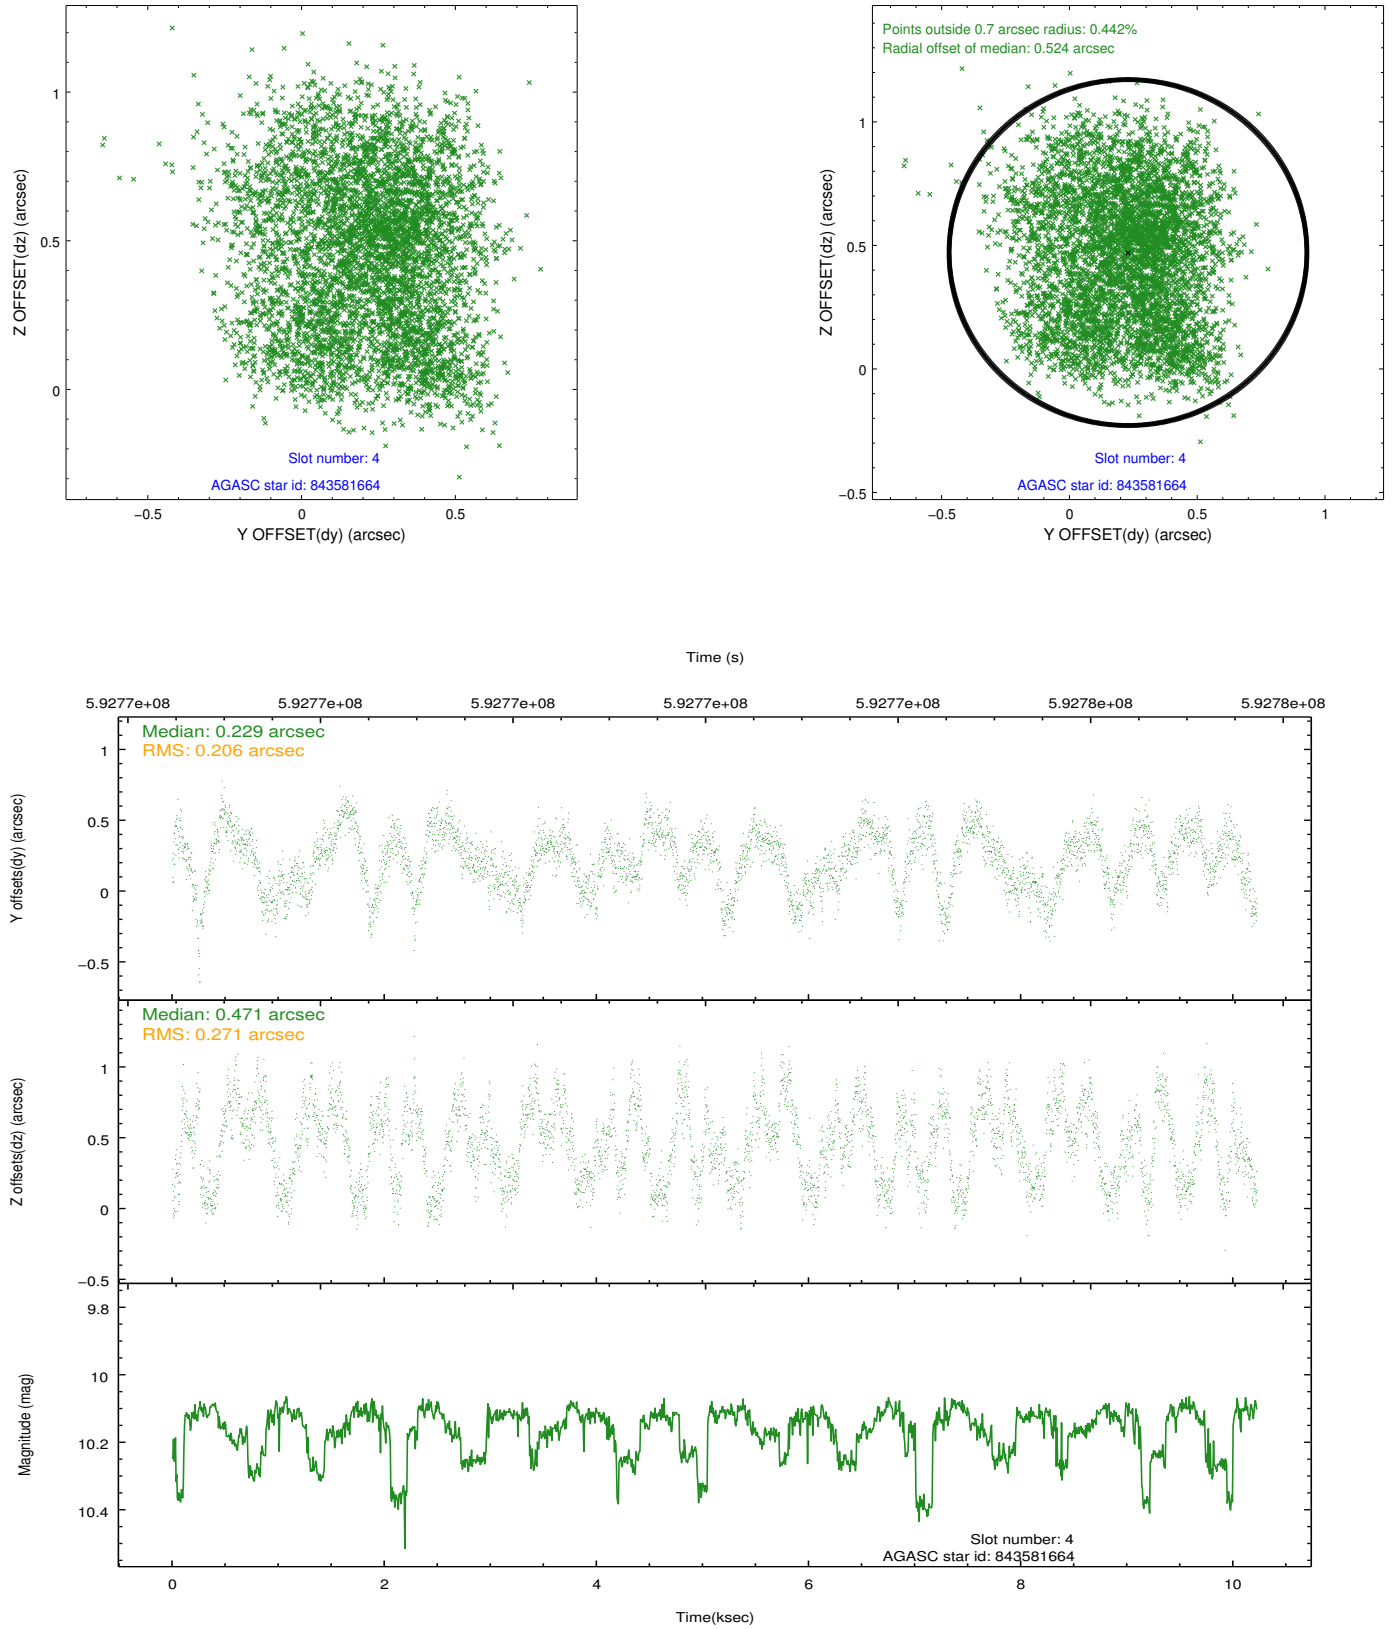 1
0.5
0
−0.5
0
0.5
Z OFFSET(dz) (arcsec)
Y OFFSET(dy) (arcsec)
Slot number: 4
AGASC star id: 843581664
Points outside 0.7 arcsec radius: 0.442%
Radial offset of median: 0.524 arcsec
1
0.5
0
−0.5
−0.5
0
0.5
1
Z OFFSET(dz) (arcsec)
Y OFFSET(dy) (arcsec)
Slot number: 4
AGASC star id: 843581664
Time (s)
5.9277e+08 5.9277e+08 5.9277e+08 5.9277e+08 5.9277e+08 5.9278e+08 5.9278e+08
Median: 0.229 arcsec
RMS: 0.206 arcsec
1
0.5
0
−0.5
Y offsets(dy) (arcsec)
Median: 0.471 arcsec
RMS: 0.271 arcsec
1
0.5
0
−0.5
Z offsets(dz) (arcsec)
9.8
10
10.2
10.4
Magnitude (mag)
Slot number: 4
AGASC star id: 843581664
0 2 4 6 8 10
Time(ksec)